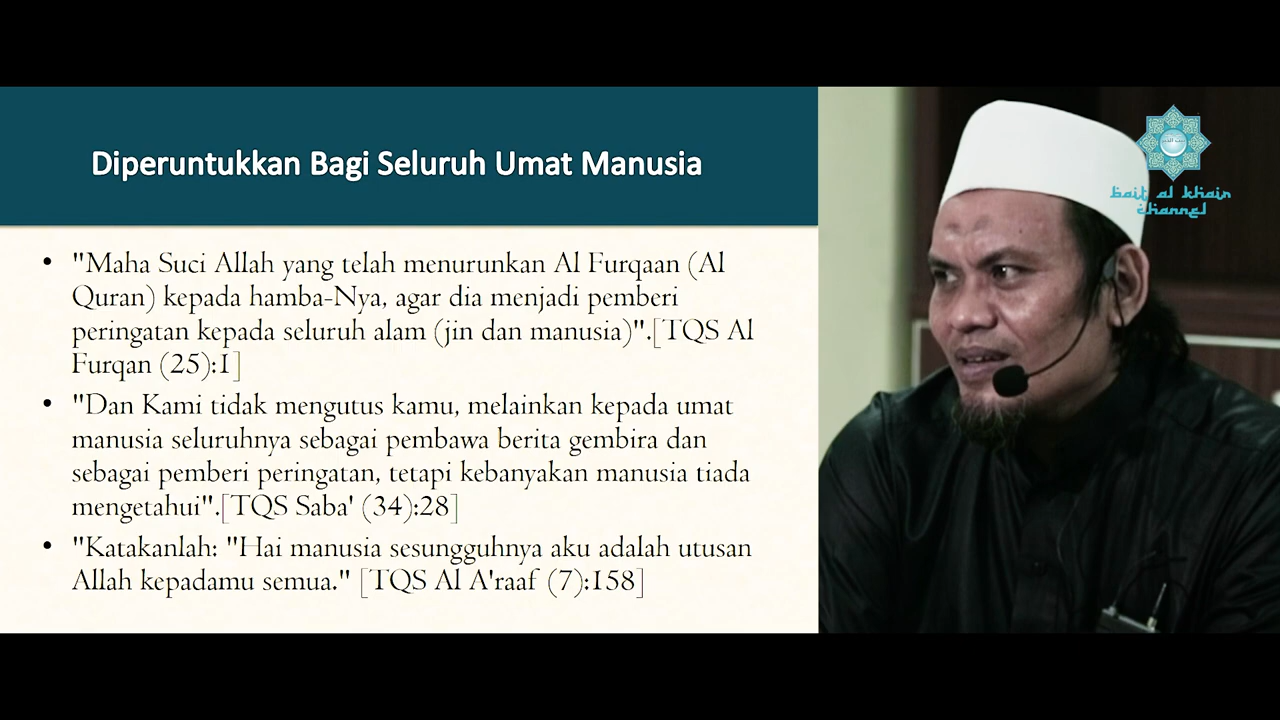 Diperuntukkan Bagi Seluruh Umat Manusia
• "Maha Suci Allah yang telah menurunkan Al Furqaan (Al
Quran) kepada hamba-Nya, agar dia menjadi pemberi
peringatan kepada seluruh alam (jin dan manusia)".[TQS Al
Furqan (25):1]
• "Dan Kami tidak mengutus kamu, melainkan kepada umat
manusia seluruhnya sebagai pembawa berita gembira dan
sebagai pemberi peringatan, tetapi kebanyakan manusia tiada
mengetahui".[TQS Saba' (34):28]
• "Katakanlah: "Hai manusia sesungguhnya aku adalah utusan
Allah kepadamu semua." [TQS Al A'raaf (7):158]
bait al khair
channel